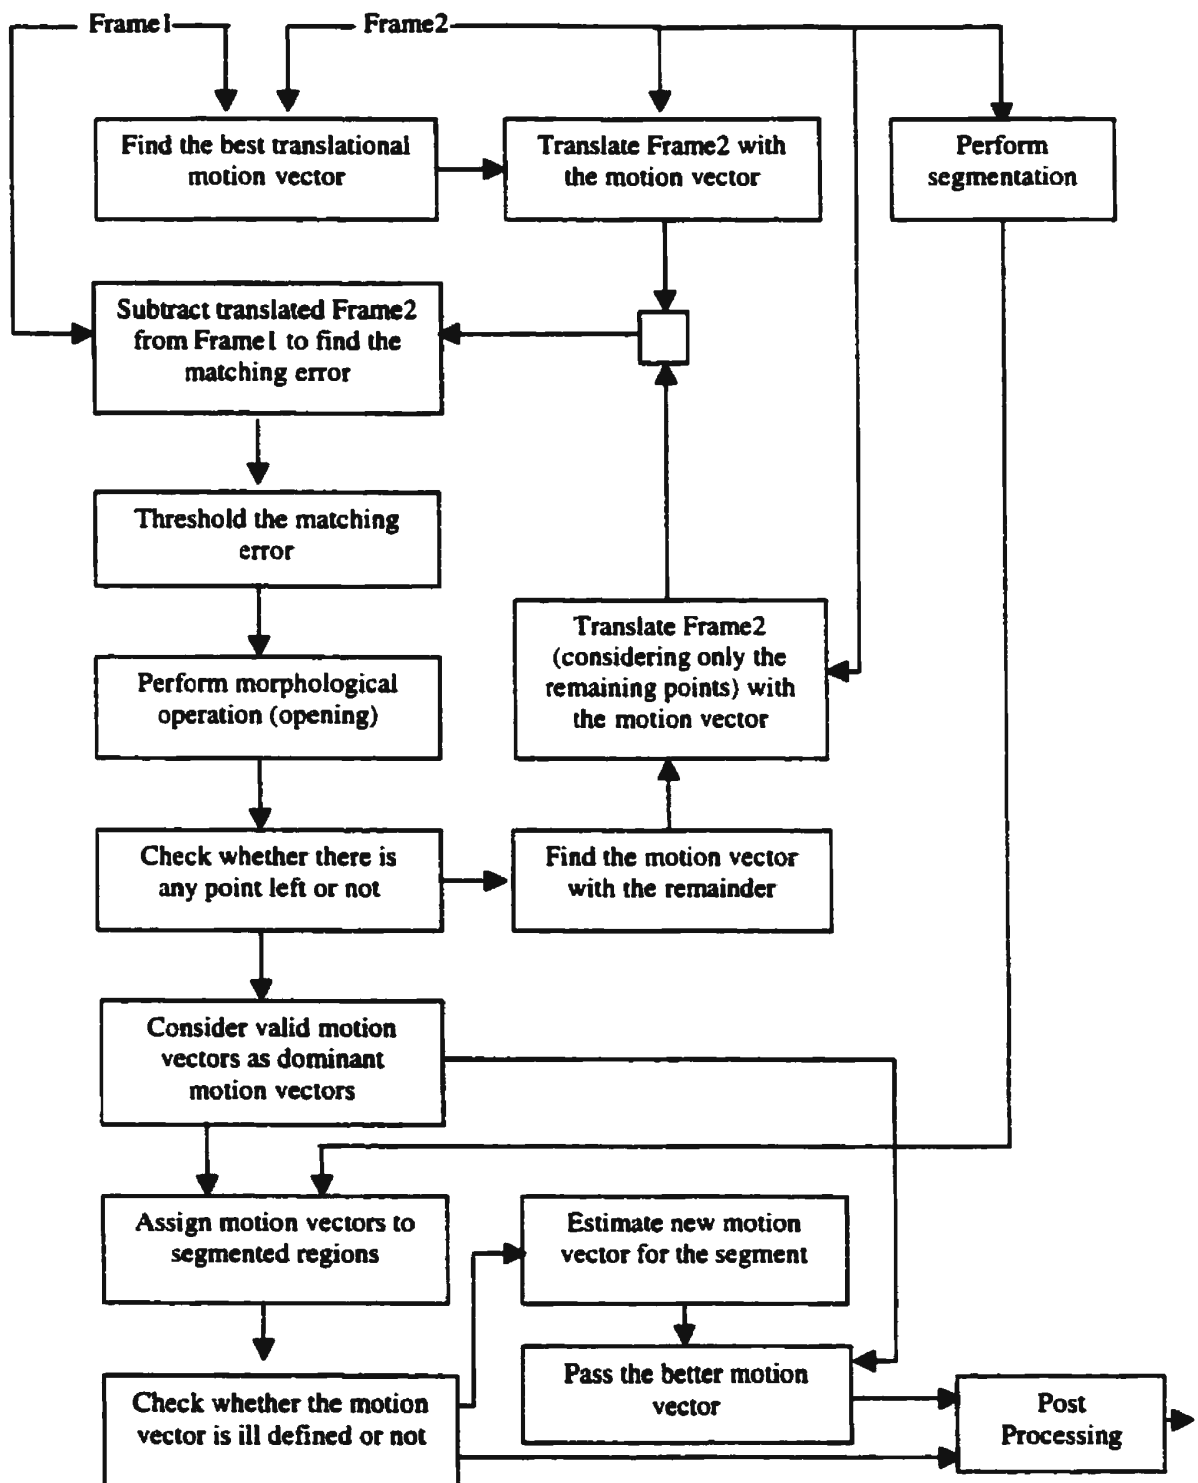 Frame1
Frame2
Find the best translational
motion vector
Translate Frame2 with
the motion vector
Perform
segmentation
Subtract translated Frame2
from Frame1 to find the
matching error
Threshold the matching
error
Translate Frame2
(considering only the
remaining points) with
the motion vector
Perform morphological
operation (opening)
Check whether there is
any point left or not
Find the motion vector
with the remainder
Consider valid motion
vectors as dominant
motion vectors
Assign motion vectors to
segmented regions
Estimate new motion
vector for the segment
Pass the better motion
vector
Check whether the motion
vector is ill defined or not
Post
Processing